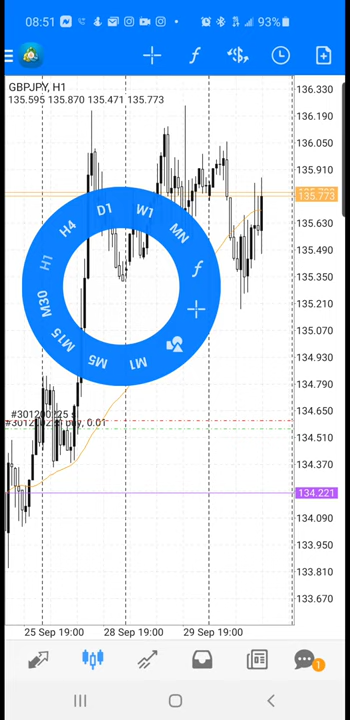 08:51
93%
GBPJPY, H1
135.595 135.870 135.471 135.773
136.330
136.190
136.050
135.910
135.773
135.630
135.490
135.350
135.210
135.070
134.930
134.790
134.650
134.510
134.370
134.221
134.090
133.950
133.810
133.670
D1
W1
MN
H4
H1
M30
M15
M5
M1
buy, 0.01
25 Sep 19:00
28 Sep 19:00
29 Sep 19:00
1